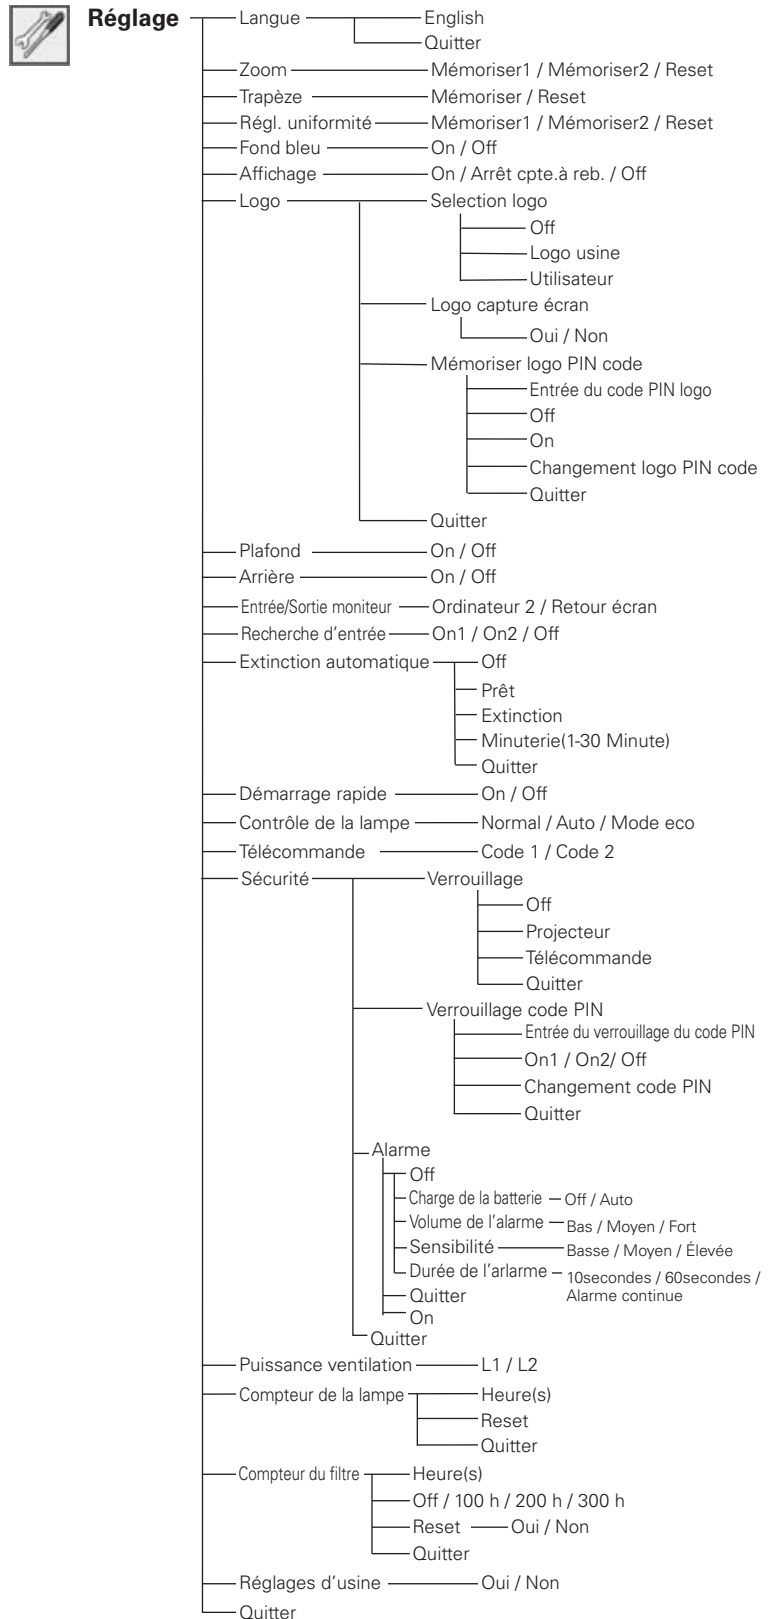 Réglage
Langue English
Quitter
Zoom Mémoriser1 / Mémoriser2 / Reset
Trapèze Mémoriser / Reset
Régl. uniformité Mémoriser1 / Mémoriser2 / Reset
Fond bleu On / Off
Affichage On / Arrêt cpte.à reb. / Off
Logo Selection logo
Off
Logo usine
Utilisateur
Logo capture écran
Oui / Non
Mémoriser logo PIN code
Entrée du code PIN logo
Off
On
Changement logo PIN code
Quitter
Quitter
Plafond On / Off
Arrière On / Off
Entrée/Sortie moniteur Ordinateur 2 / Retour écran
Recherche d'entrée On1 / On2 / Off
Extinction automatique Off
Prêt
Extinction
Minuterie(1-30 Minute)
Quitter
Démarrage rapide On / Off
Contrôle de la lampe Normal / Auto / Mode eco
Télécommande Code 1 / Code 2
Sécurité Verrouillage
Off
Projecteur
Télécommande
Quitter
Verrouillage code PIN
Entrée du verrouillage du code PIN
On1 / On2/ Off
Changement code PIN
Quitter
Alarme
Off
Charge de la batterie Off / Auto
Volume de l'alarme Bas / Moyen / Fort
Sensibilité Basse / Moyen / Élevée
Durée de l'arlarme 10secondes / 60secondes /
Alarme continue
Quitter
On
Quitter
Puissance ventilation L1 / L2
Compteur de la lampe Heure(s)
Reset
Quitter
Compteur du filtre Heure(s)
Off / 100 h / 200 h / 300 h
Reset Oui / Non
Quitter
Réglages d'usine Oui / Non
Quitter